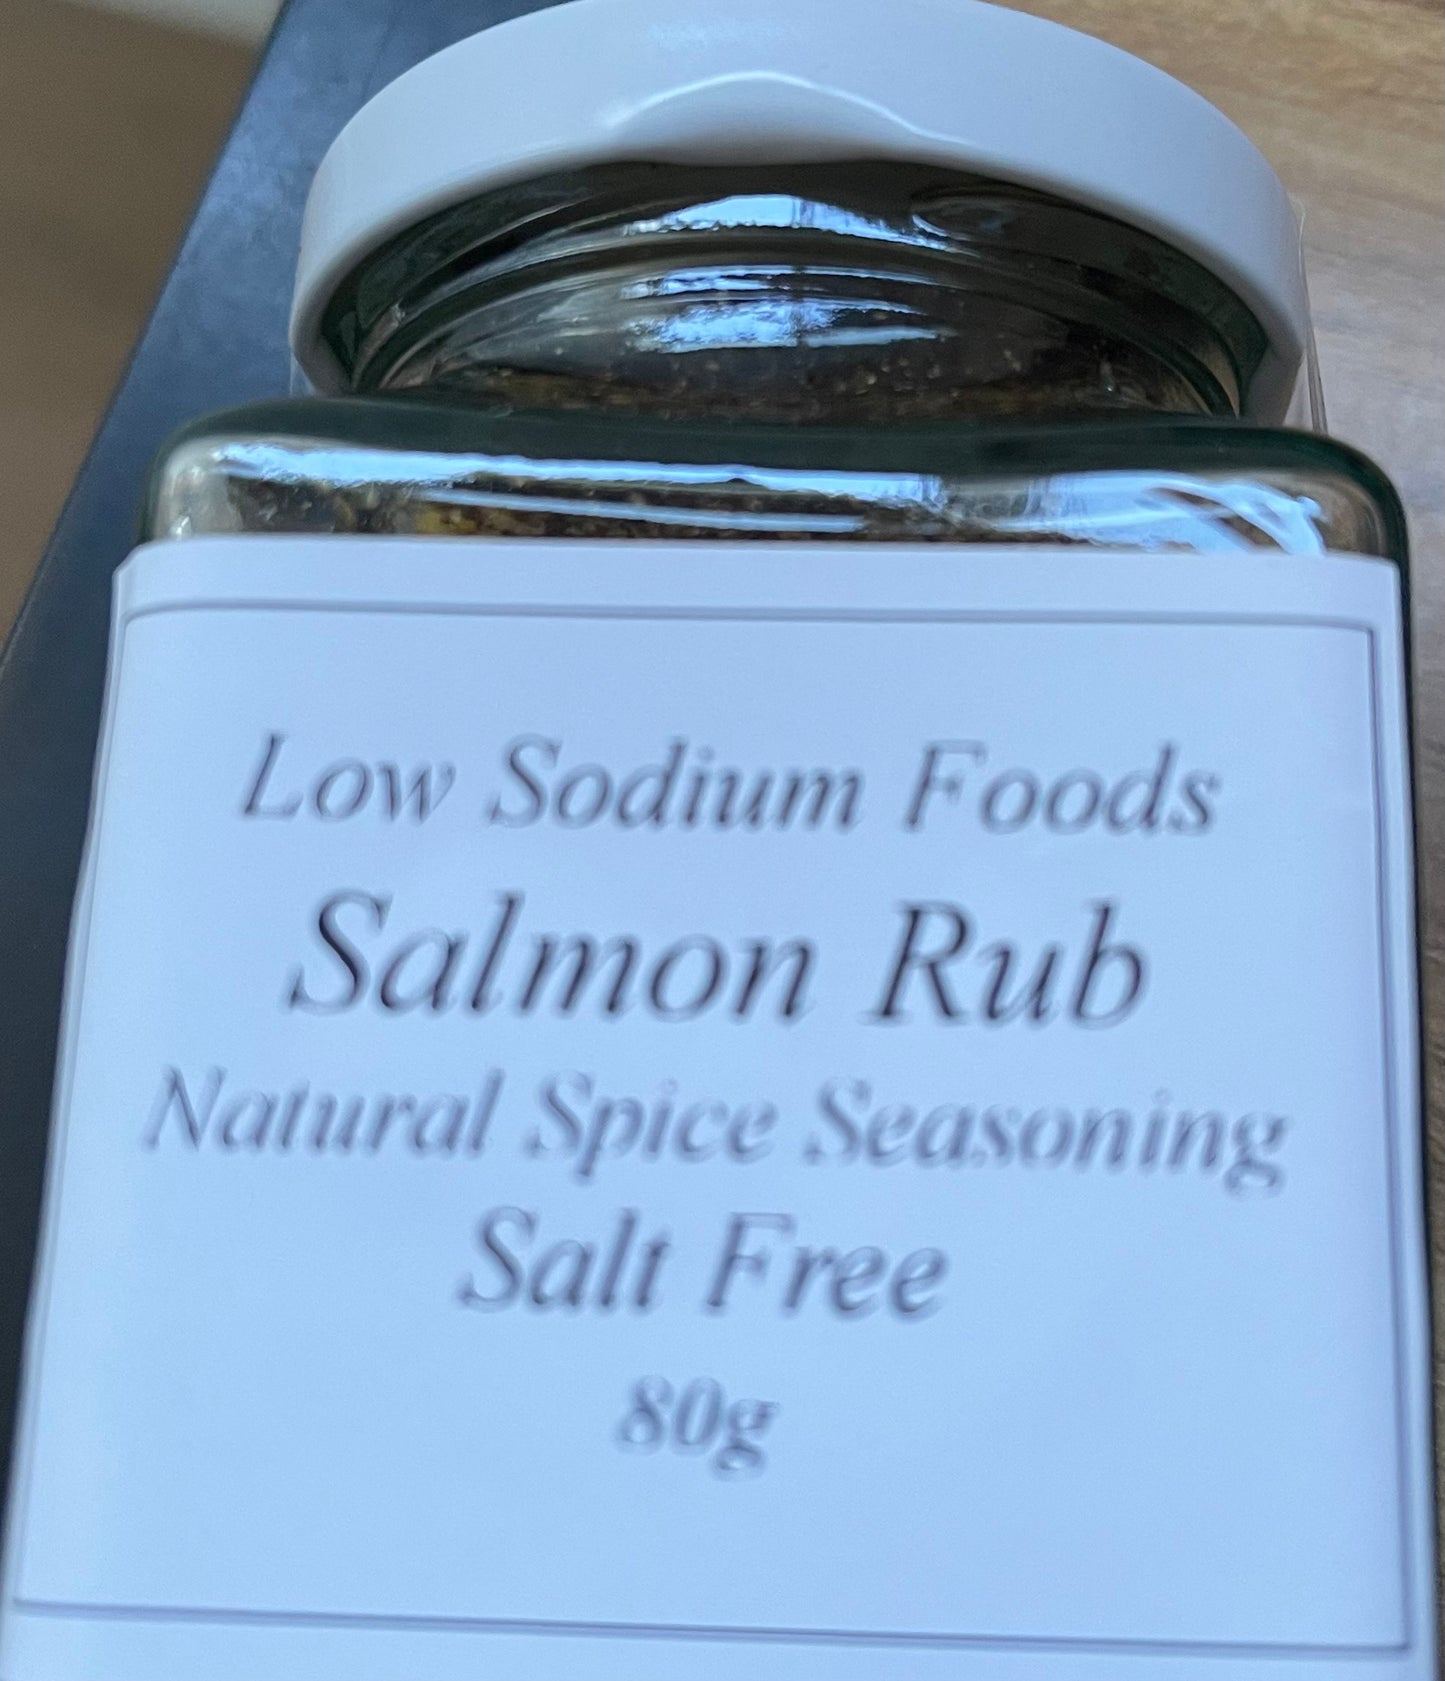 Low Sodium Foods
Salmon Rub
Natural Spice Seasoning
Salt Free
80g